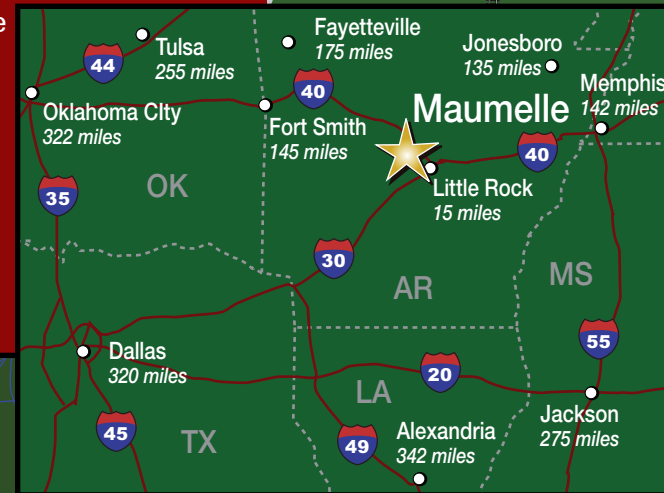 e
Tulsa
255 miles
Fayetteville
175 miles
Jonesboro
135 miles
Memphis
142 miles
44
40
Maumelle
Oklahoma CIty
322 miles
Fort Smith
145 miles
40
Little Rock
15 miles
OK
35
30
AR
MS
55
Dallas
320 miles
20
LA
Jackson
275 miles
45
TX
49
Alexandria
342 miles